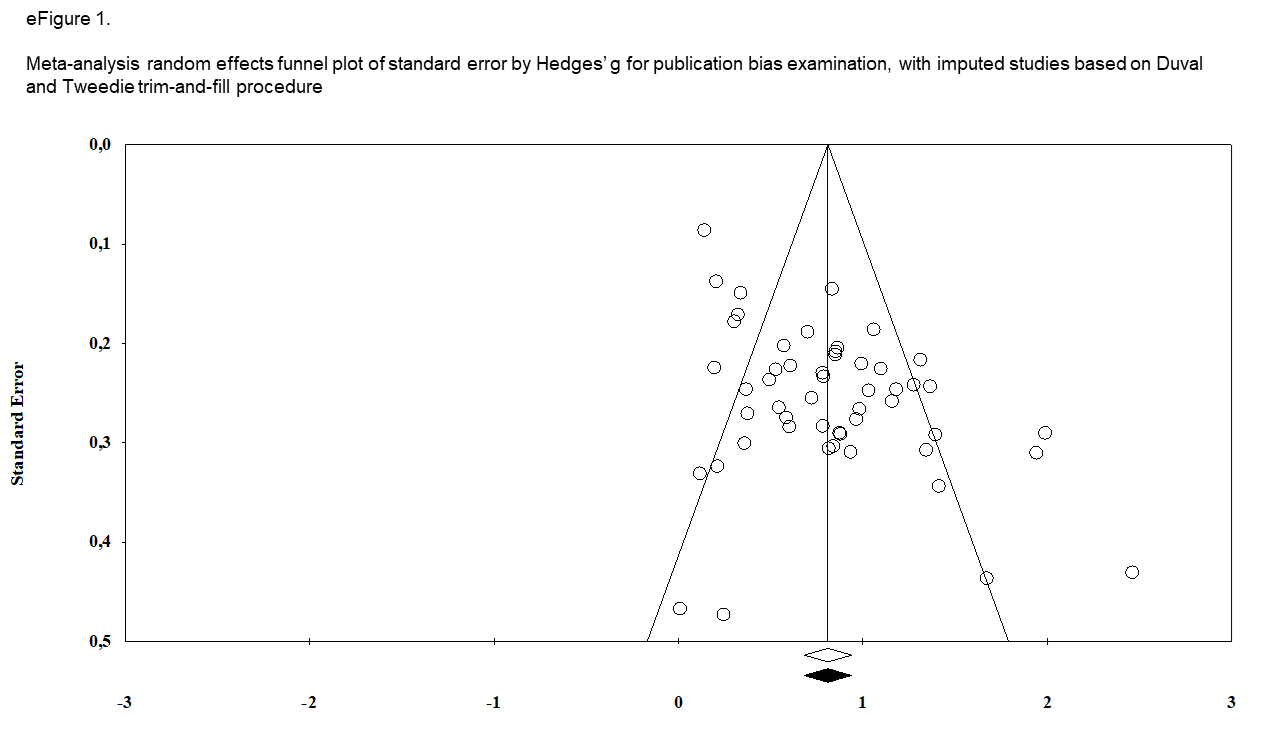 eFigure 1.
Meta-analysis random effects funnel plot of standard error by Hedges’ g for publication bias examination, with imputed studies based on Duval
and Tweedie trim-and-fill procedure
0,0
0,1
0,2
0,3
Standard Error
0,4
0,5
-3 -2 -1 0 1 2 3